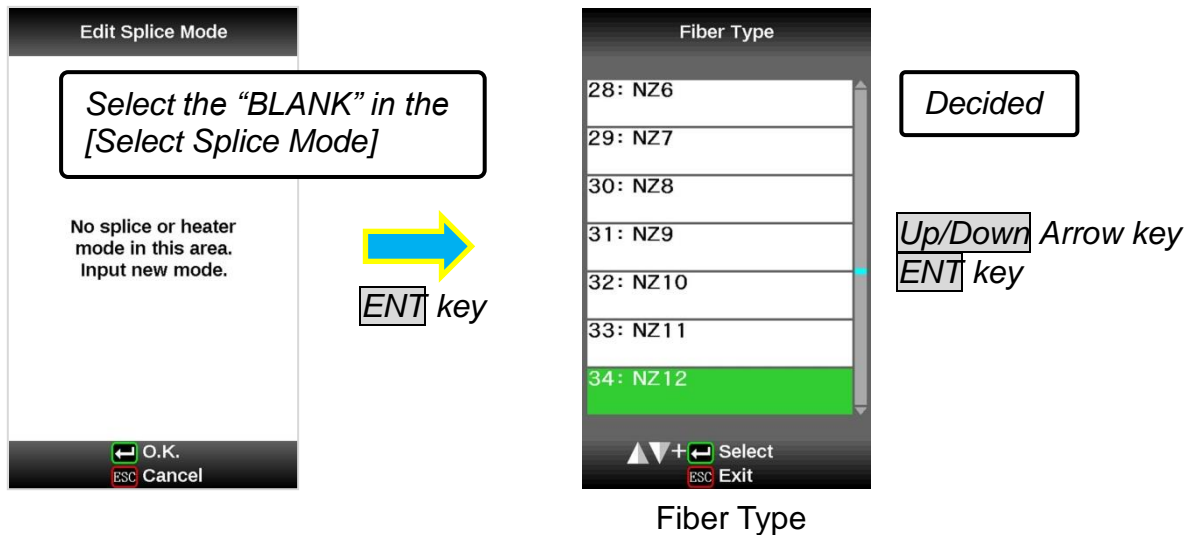 Edit Splice Mode
Select the “BLANK” in the
[Select Splice Mode]
No splice or heater
mode in this area.
Input new mode.
O.K.
ESC Cancel
ENT key
Fiber Type
28: NZ6
29: NZ7
30: NZ8
31: NZ9
32: NZ10
33: NZ11
34: NZ12
+ Select
ESC Exit
Fiber Type
Decided
Up/Down Arrow key
ENT key